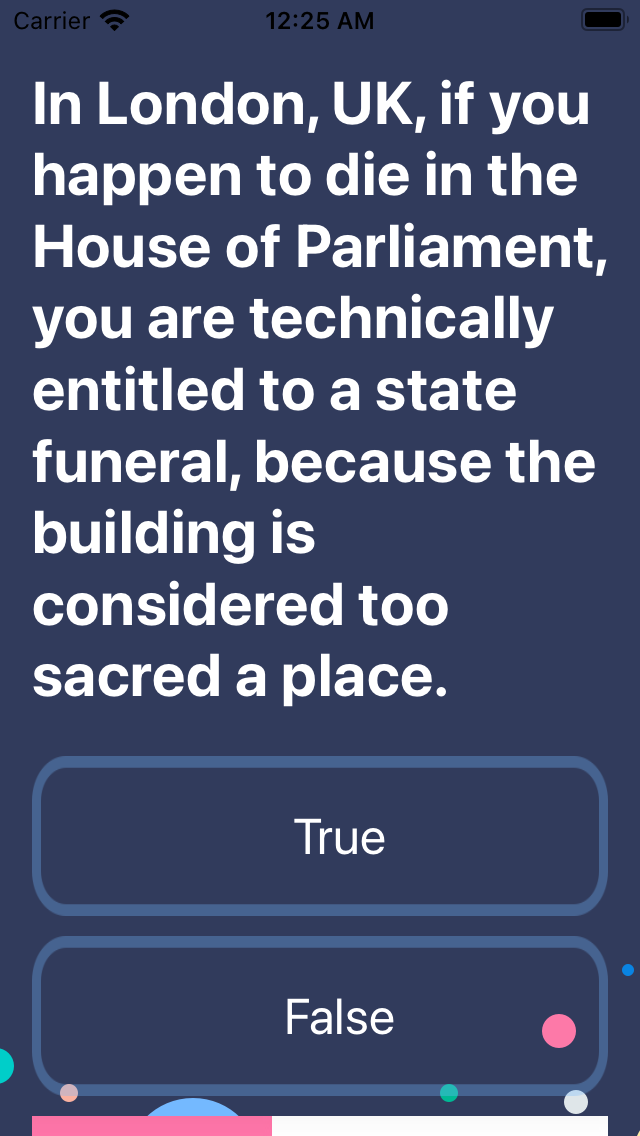 Carrier 12:25 AM
In London, UK, if you
happen to die in the
House of Parliament,
you are technically
entitled to a state
funeral, because the
building is
considered too
sacred a place.
True
False